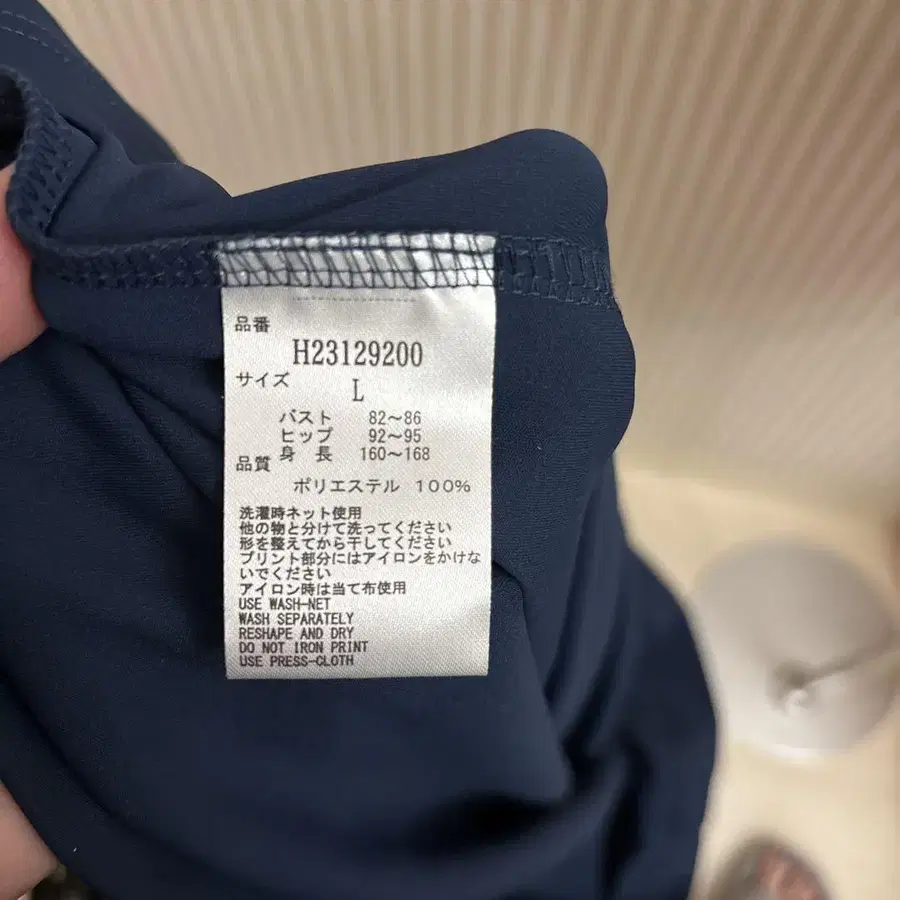 品番
H23129200
サイズ
L
バスト 82～86
ヒップ 92～95
身 長 160～168
品質
ポリエステル 100%
洗濯時ネット使用
他の物と分けて洗ってください
形を整えてから干してください
プリント部分にはアイロンをかけな
いでください
アイロン時は当て布使用
USE WASH-NET
WASH SEPARATELY
RESHAPE AND DRY
DO NOT IRON PRINT
USE PRESS-CLOTH